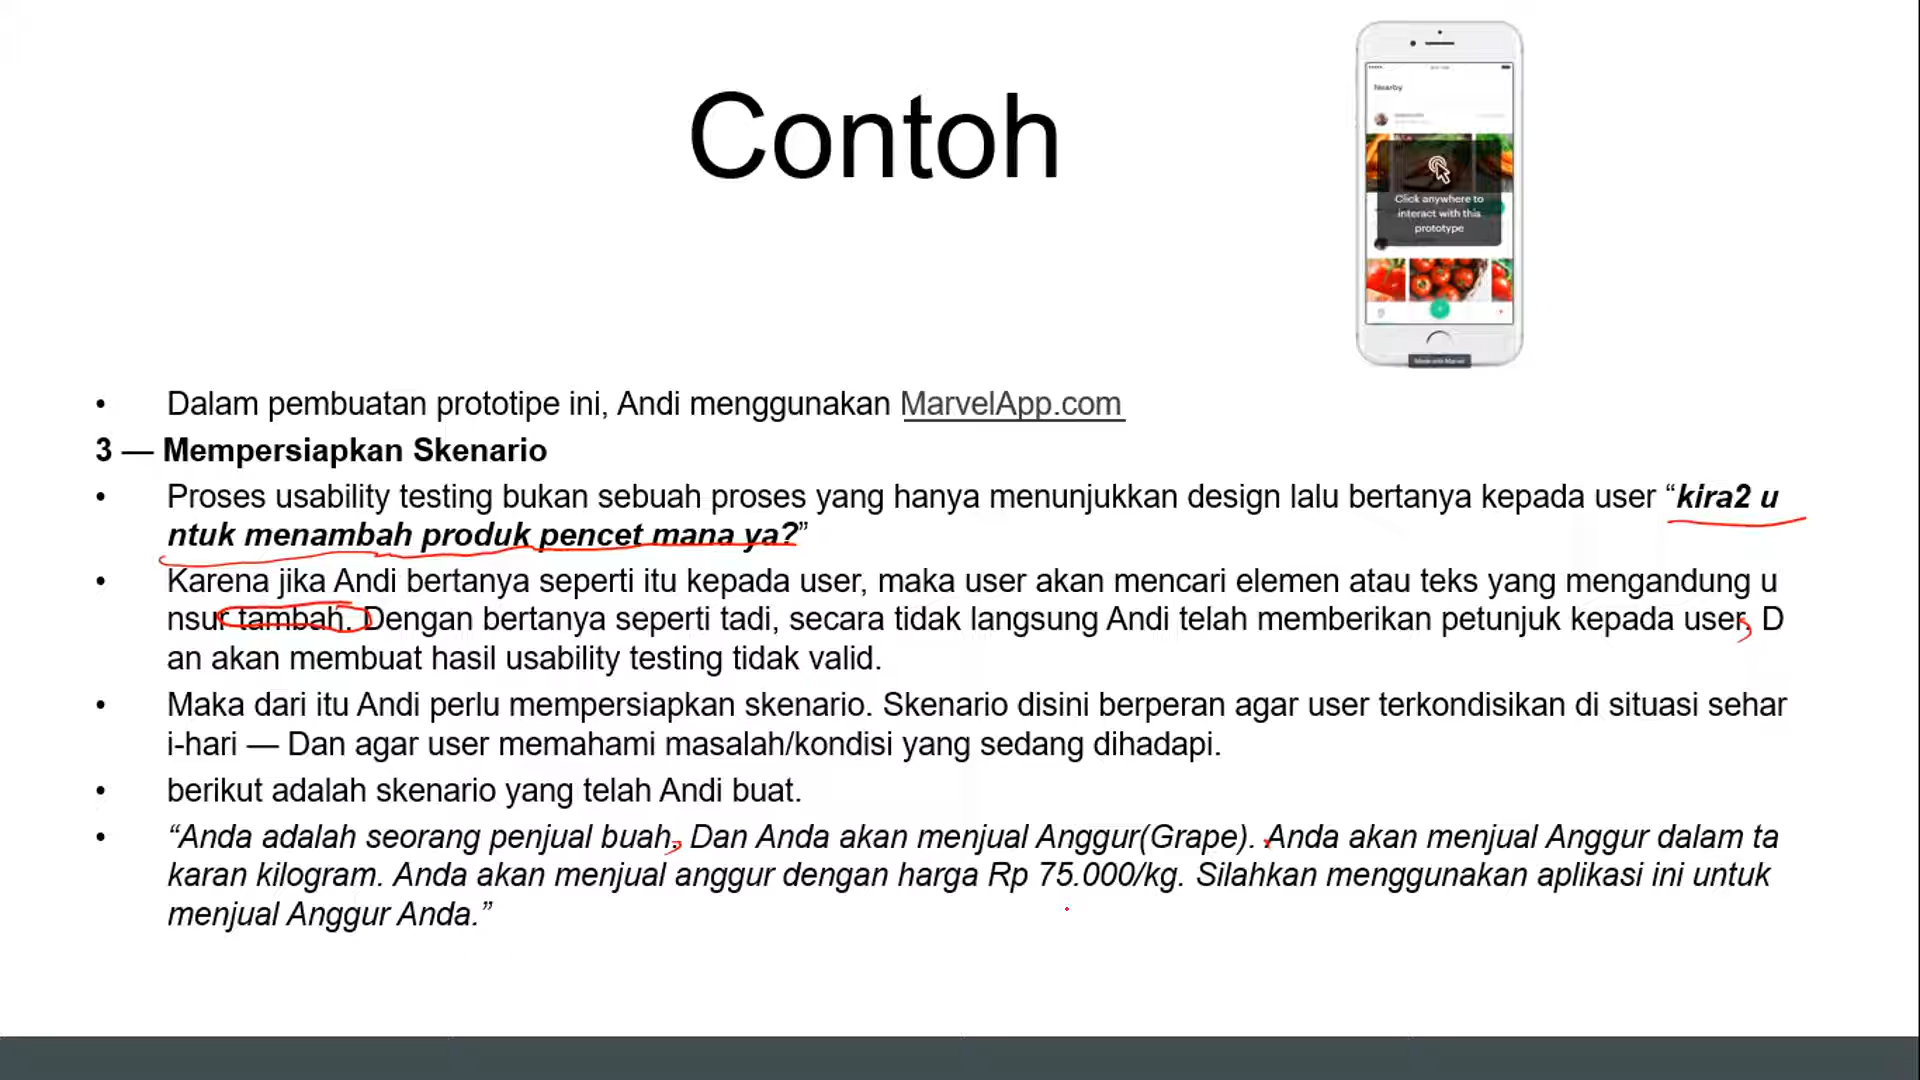 Contoh
Nearby
Click anywhere to
interact with this
prototype
Made with Marvel
• Dalam pembuatan prototipe ini, Andi menggunakan MarvelApp.com
3 — Mempersiapkan Skenario
• Proses usability testing bukan sebuah proses yang hanya menunjukkan design lalu bertanya kepada user “kira2 u
ntuk menambah produk pencet mana ya?”
• Karena jika Andi bertanya seperti itu kepada user, maka user akan mencari elemen atau teks yang mengandung u
nsur tambah. Dengan bertanya seperti tadi, secara tidak langsung Andi telah memberikan petunjuk kepada user. D
an akan membuat hasil usability testing tidak valid.
• Maka dari itu Andi perlu mempersiapkan skenario. Skenario disini berperan agar user terkondisikan di situasi sehar
i-hari — Dan agar user memahami masalah/kondisi yang sedang dihadapi.
• berikut adalah skenario yang telah Andi buat.
• “Anda adalah seorang penjual buah. Dan Anda akan menjual Anggur(Grape). Anda akan menjual Anggur dalam ta
karan kilogram. Anda akan menjual anggur dengan harga Rp 75.000/kg. Silahkan menggunakan aplikasi ini untuk
menjual Anggur Anda.”